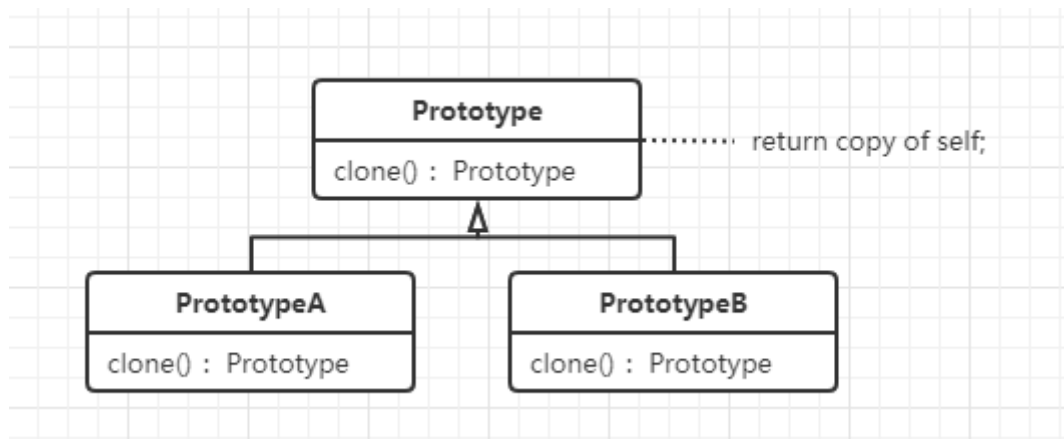 Prototype
return copy of self;
clone() : Prototype
PrototypeA
PrototypeB
clone() : Prototype
clone() : Prototype